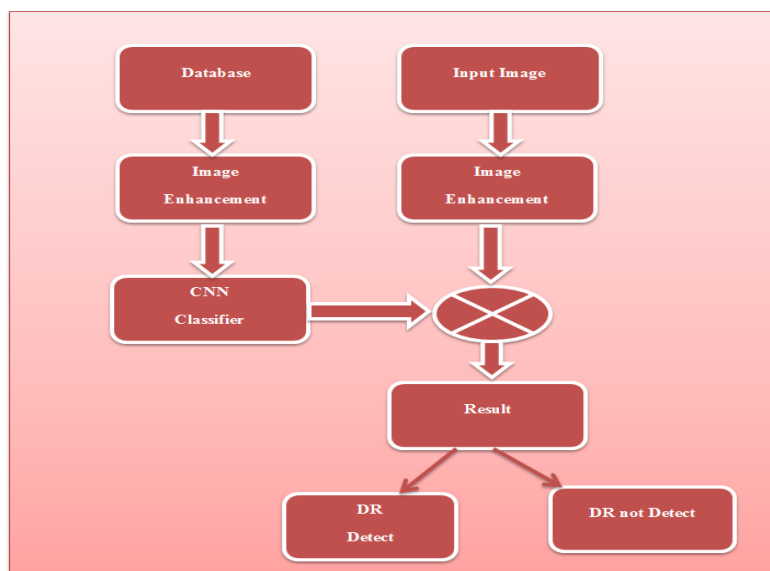 Database
Input Image
Image
Enhancement
Image
Enhancement
CNN
Classifier
Result
DR
Detect
DR not Detect